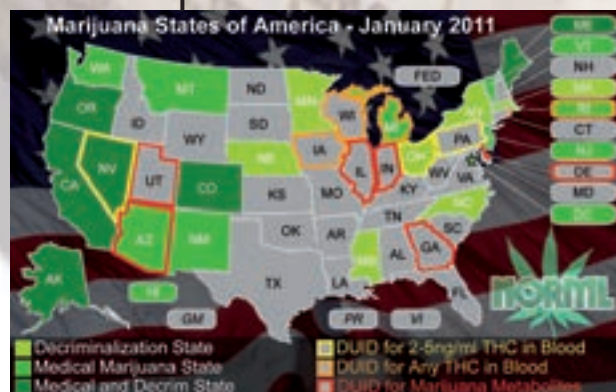 Marijuana States of America - January 2011
WA
MT
ND
MN
OR
ID
SD
WI
MI
NY
WY
IA
NE
PA
NV
UT
CO
IL
IN
OH
WV
VA
CA
KS
MO
KY
NC
AZ
NM
OK
AR
TN
SC
MS
AL
GA
TX
LA
FL
AK
HI
GM
PR
VI
FED
ME
VT
NH
MA
RI
CT
NJ
DE
MD
DC
NORML
Decriminalization State
Medical Marijuana State
Medical and Decrim State
DUID for 2-5ng/ml THC in Blood
DUID for Any THC in Blood
DUID for Marijuana Metabolites